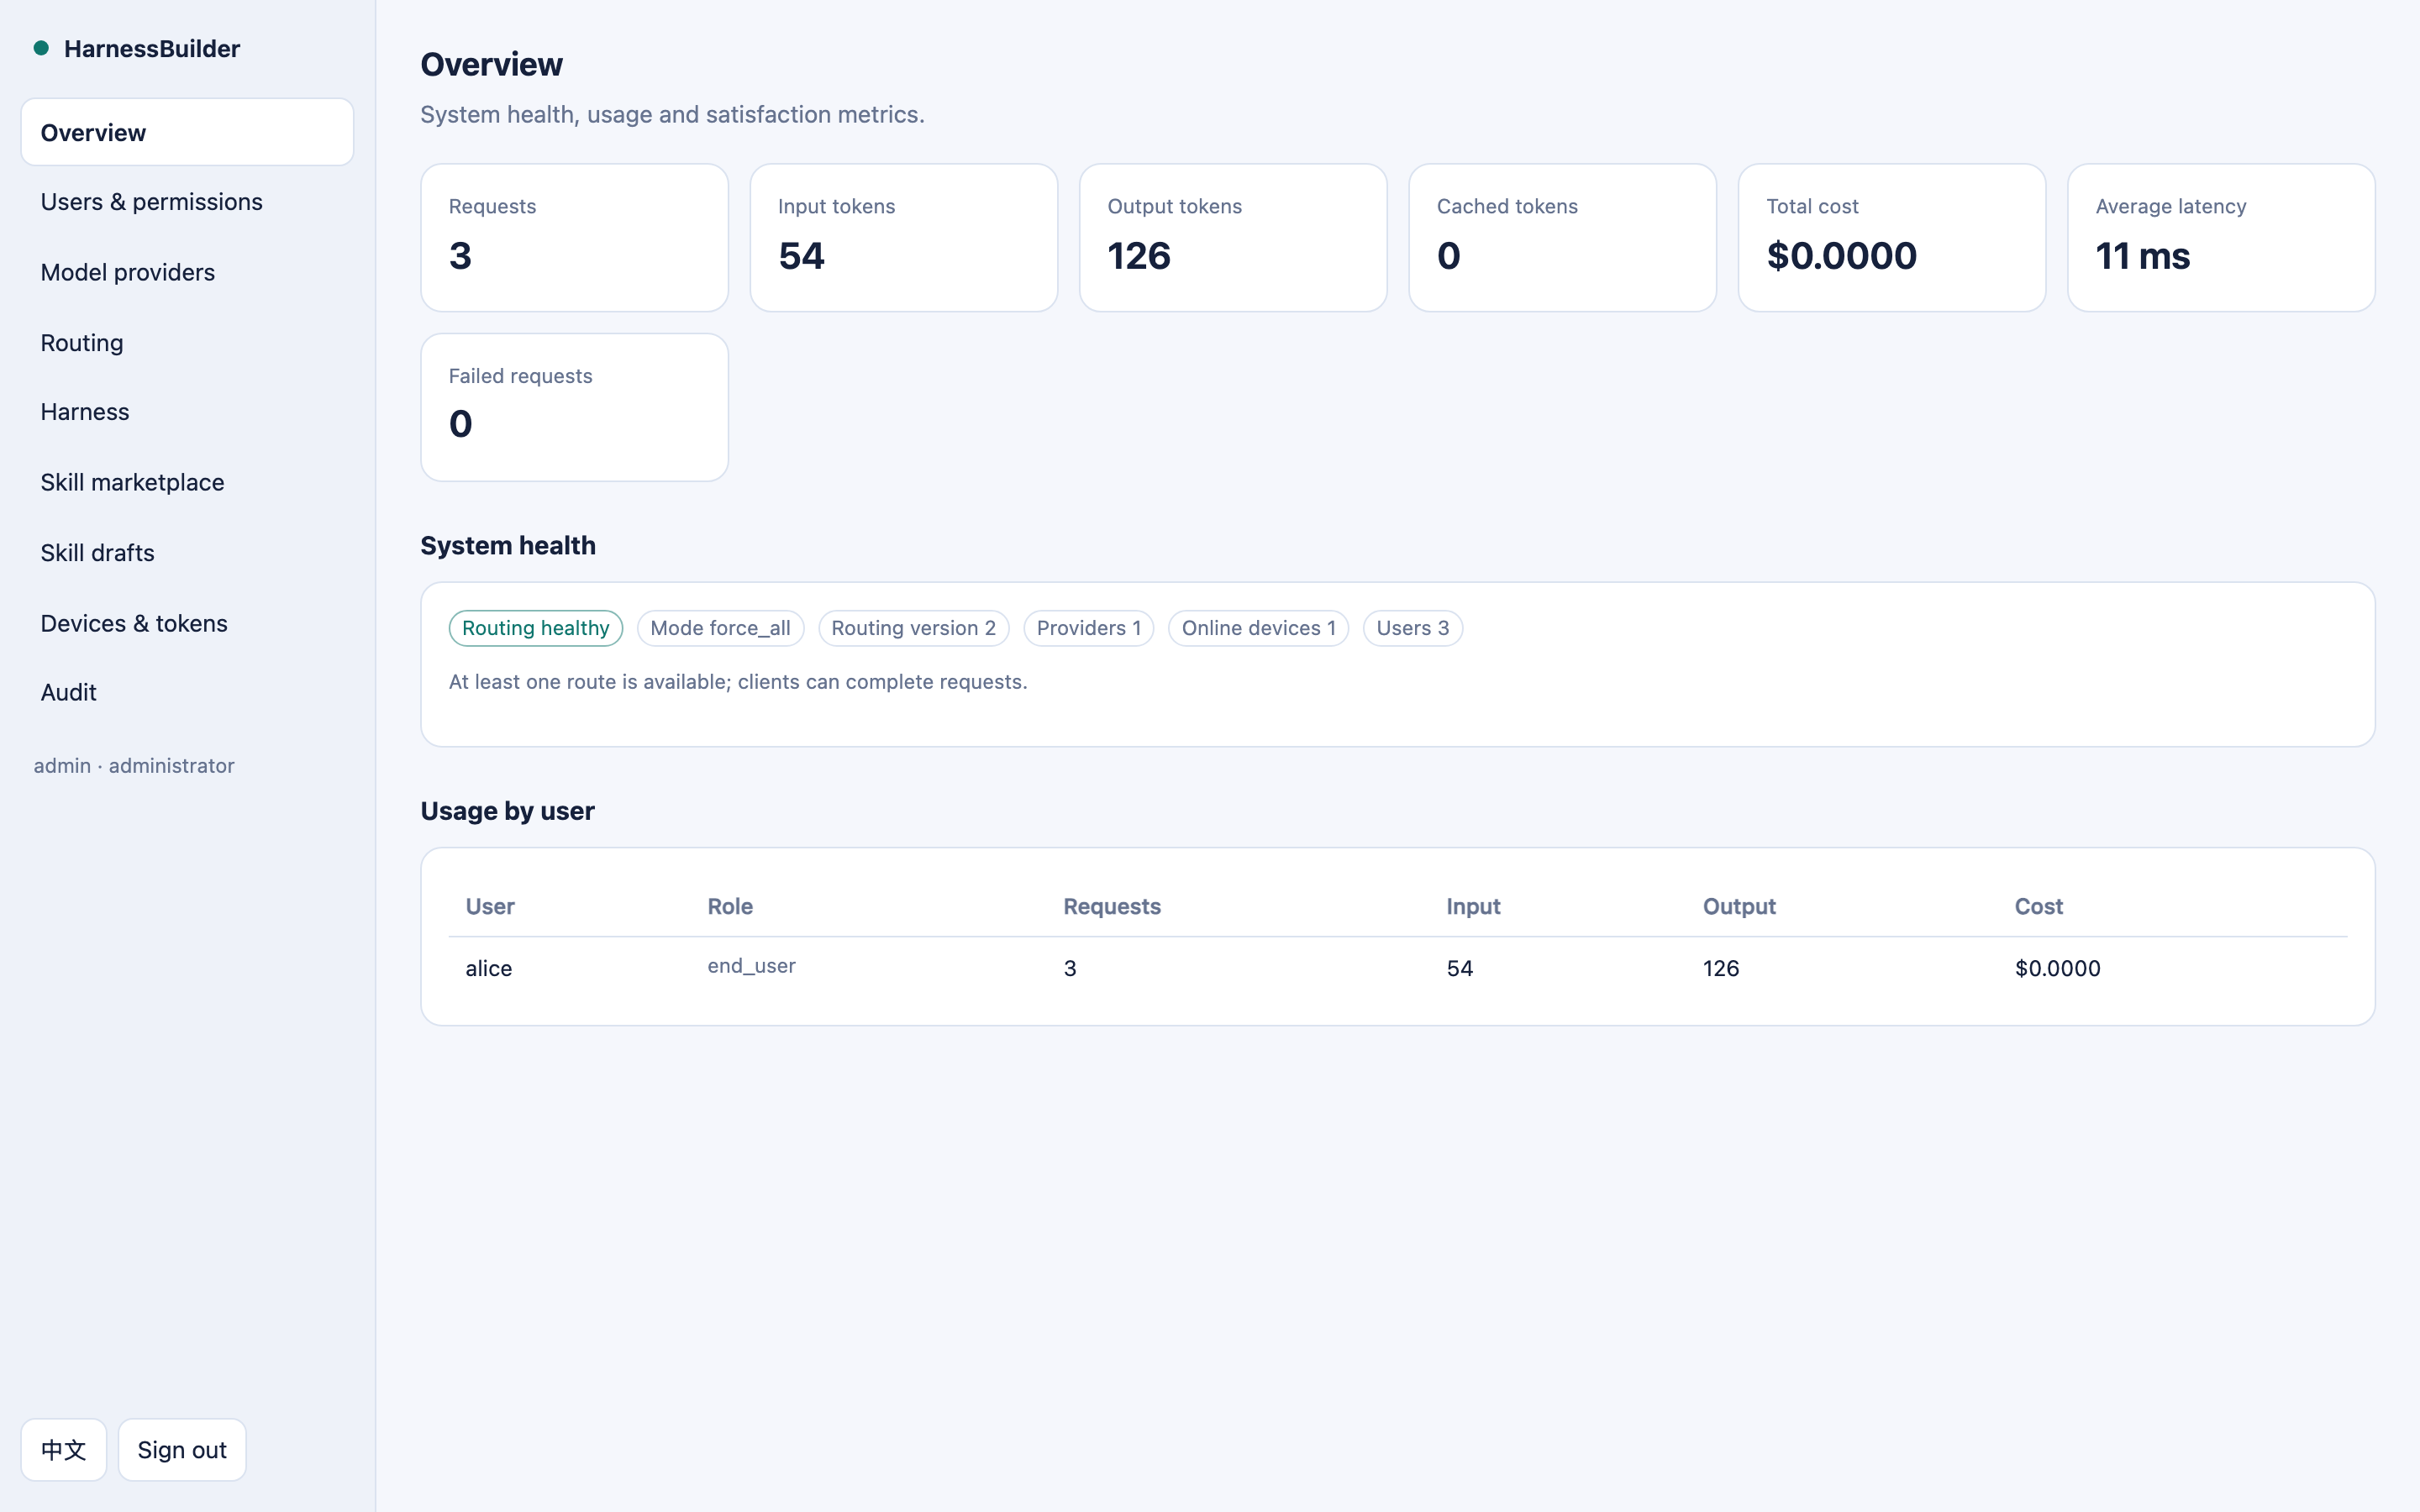 HarnessBuilder
Overview
Users & permissions
Model providers
Routing
Harness
Skill marketplace
Skill drafts
Devices & tokens
Audit
admin · administrator
中文
Sign out
Overview
System health, usage and satisfaction metrics.
Requests
3
Input tokens
54
Output tokens
126
Cached tokens
0
Total cost
$0.0000
Average latency
11 ms
Failed requests
0
System health
Routing healthy Mode force_all Routing version 2 Providers 1 Online devices 1 Users 3
At least one route is available; clients can complete requests.
Usage by user
User Role Requests Input Output Cost
alice end_user 3 54 126 $0.0000